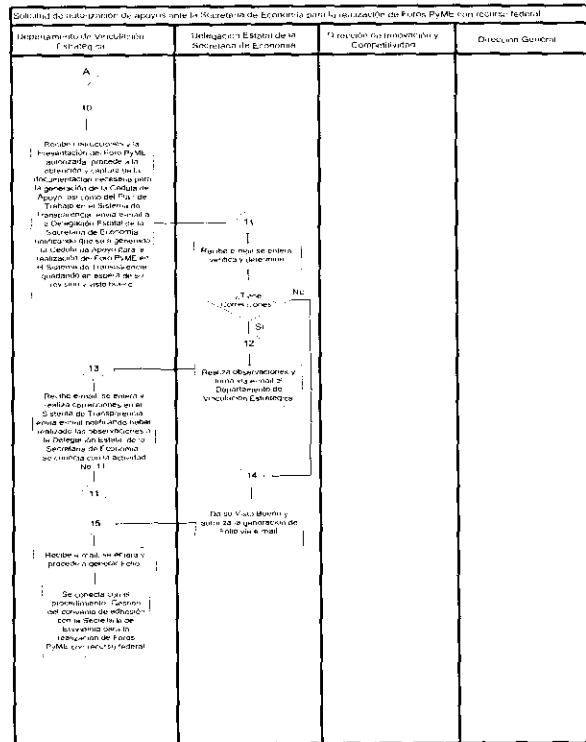 Solicitud de autorización de apoyos ante la Secretaría de Economía para la realización de Foros PyME con recurso federal
Departamento de Vinculación
Estratégica
Delegación Estatal de la
Secretaría de Economía
Dirección de Innovación y
Competitividad
Dirección General
A
10
Recibe instrucciones y la
Presentación del Foro PyME
autorizada, procede a la
obtención y captura de la
documentación necesaria para
la generación de la Cédula de
Apoyo, así como del Plan de
Trabajo en el Sistema de
Transparencia, envía e-mail a
la Delegación Estatal de la
Secretaría de Economía
notificando que se ha generado
la Cédula de Apoyo para la
realización del Foro PyME en
el Sistema de Transparencia
quedando en espera de su
revisión y visto bueno
11
Recibe e-mail se entera
verifica y determina
¿Tiene
Correcciones?
No
Si
12
Realiza observaciones y
turna vía e-mail al
Departamento de
Vinculación Estratégica
13
Recibe e-mail, se entera y
realiza correcciones en el
Sistema de Transparencia
envía e-mail notificando haber
realizado las observaciones a
la Delegación Estatal de la
Secretaría de Economía
Se conecta con la actividad
No. 11
11
14
Da su Visto Bueno y
autoriza la generación de
Folio vía e-mail
15
Recibe e-mail, se entera y
procede a generar Folio
Se conecta con el
procedimiento: Gestión
del convenio de adhesión
con la Secretaría de
Economía para la
realización de Foros
PyME con recurso federal